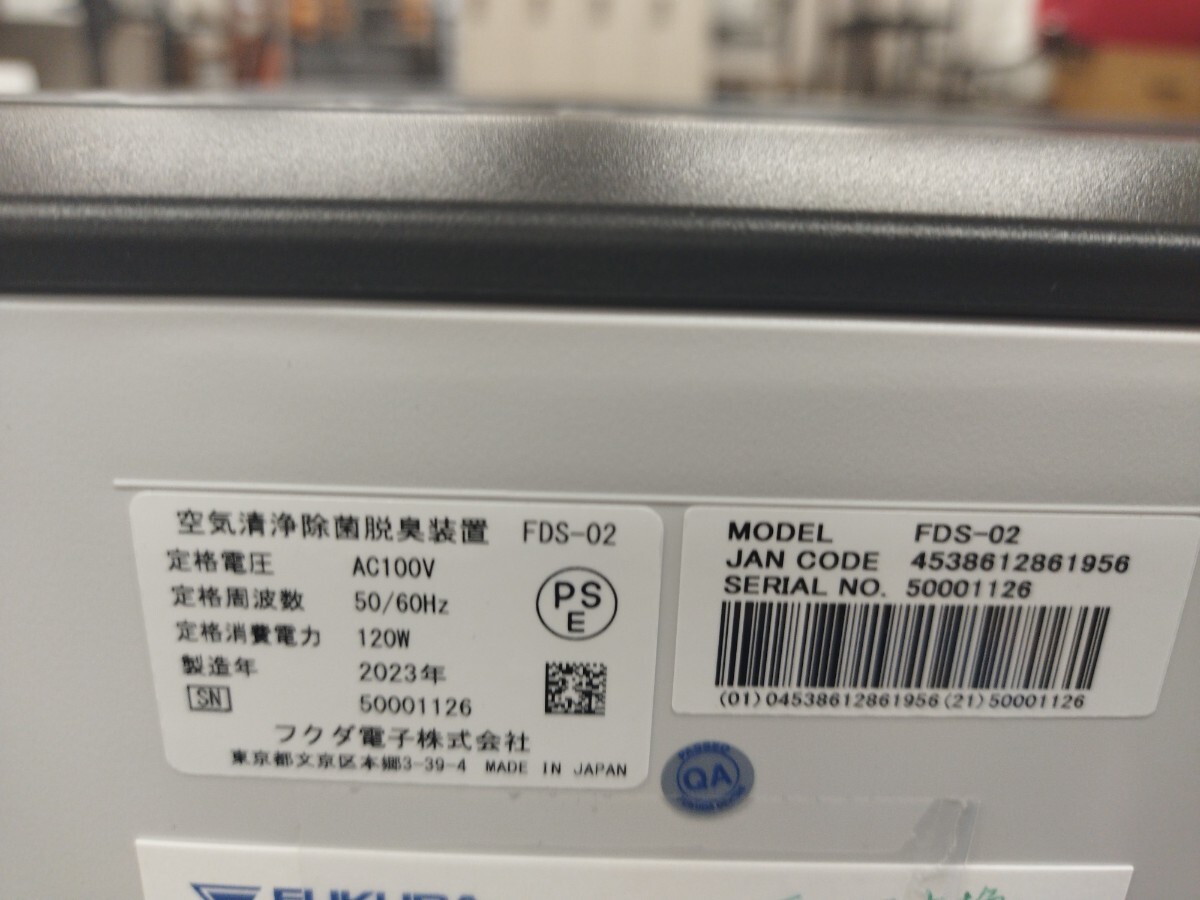 空気清浄除菌脱臭装置 FDS-02
定格電圧 AC100V
定格周波数 50/60Hz
定格消費電力 120W
製造年 2023年
SN 50001126
PS
E
フクダ電子株式会社
東京都文京区本郷3-39-4 MADE IN JAPAN
MODEL FDS-02
JAN CODE 4538612861956
SERIAL NO. 50001126
(01)04538612861956(21)50001126
PASSED
QA